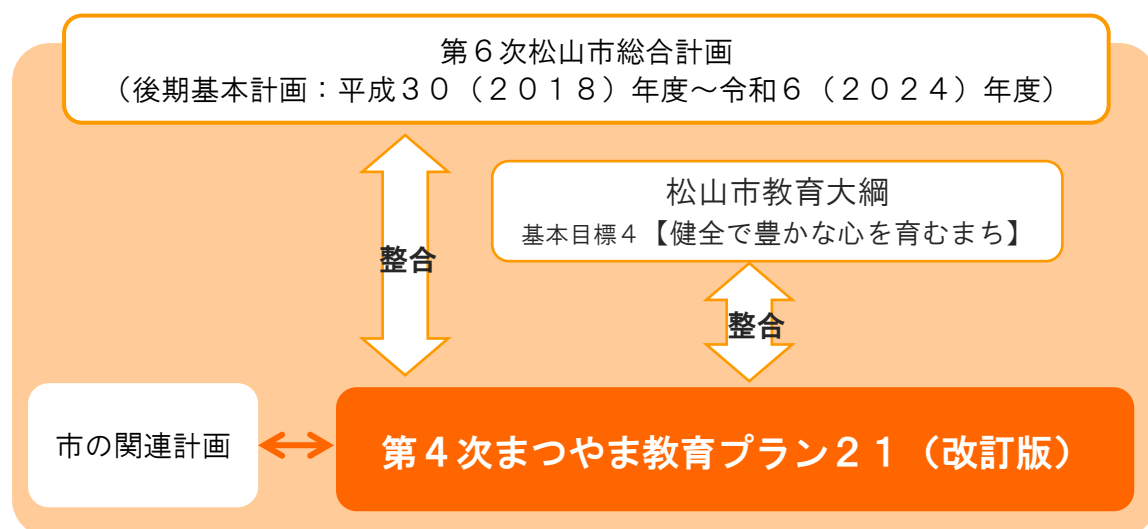 第６次松山市総合計画
（後期基本計画：平成３０（２０１８）年度～令和６（２０２４）年度）
松山市教育大綱
基本目標４【健全で豊かな心を育むまち】
整合
整合
市の関連計画
第４次まつやま教育プラン２１（改訂版）